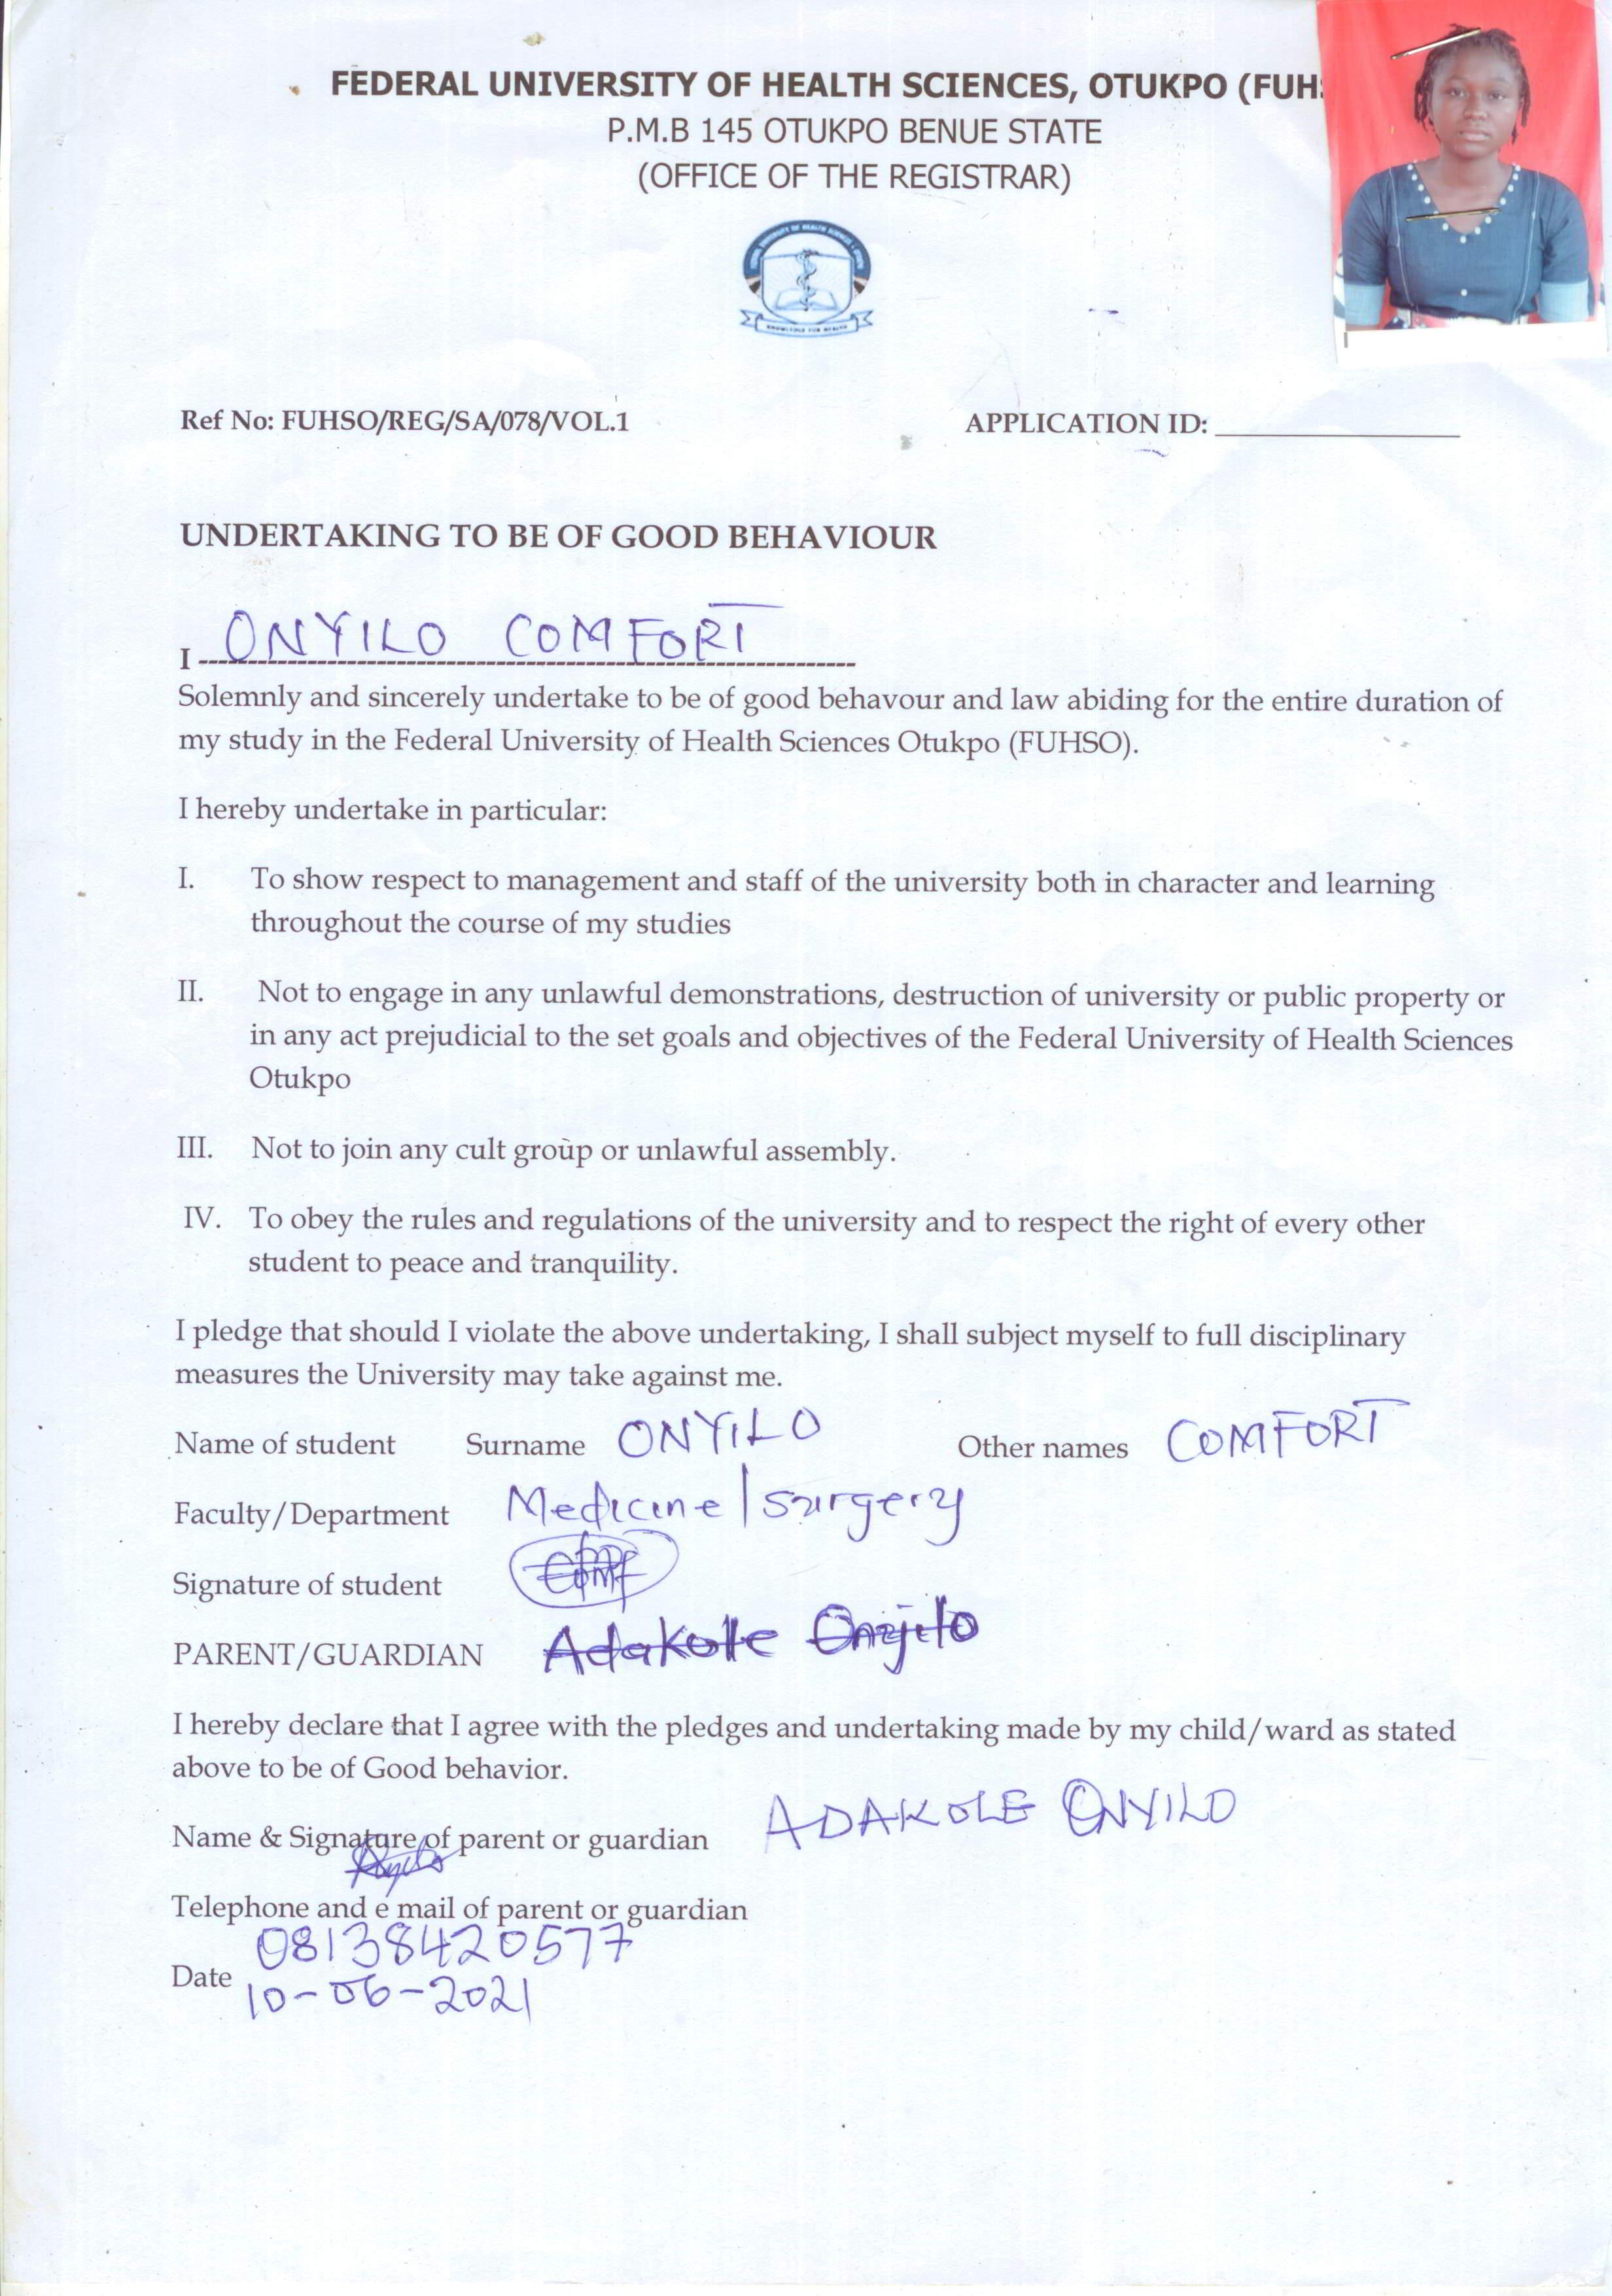 FEDERAL UNIVERSITY OF HEALTH SCIENCES, OTUKPO (FUH
P.M.B 145 OTUKPO BENUE STATE
(OFFICE OF THE REGISTRAR)
KNOWLEDGE FOR HEALTH
Ref No: FUHSO/REG/SA/078/VOL.1 APPLICATION ID:
UNDERTAKING TO BE OF GOOD BEHAVIOUR
I ONYILO COMFORT
Solemnly and sincerely undertake to be of good behavour and law abiding for the entire duration of
my study in the Federal University of Health Sciences Otukpo (FUHSO).
I hereby undertake in particular:
I. To show respect to management and staff of the university both in character and learning
throughout the course of my studies
II. Not to engage in any unlawful demonstrations, destruction of university or public property or
in any act prejudicial to the set goals and objectives of the Federal University of Health Sciences
Otukpo
III. Not to join any cult group or unlawful assembly.
IV. To obey the rules and regulations of the university and to respect the right of every other
student to peace and tranquility.
I pledge that should I violate the above undertaking, I shall subject myself to full disciplinary
measures the University may take against me.
Name of student Surname ONYILO Other names COMFORT
Faculty/Department Medicine/surgery
Signature of student
PARENT/GUARDIAN Adakole Onyilo
I hereby declare that I agree with the pledges and undertaking made by my child/ward as stated
above to be of Good behavior.
Name & Signature of parent or guardian ADAKOLE ONYILO
Telephone and e mail of parent or guardian
08138420577
Date 10-06-2021